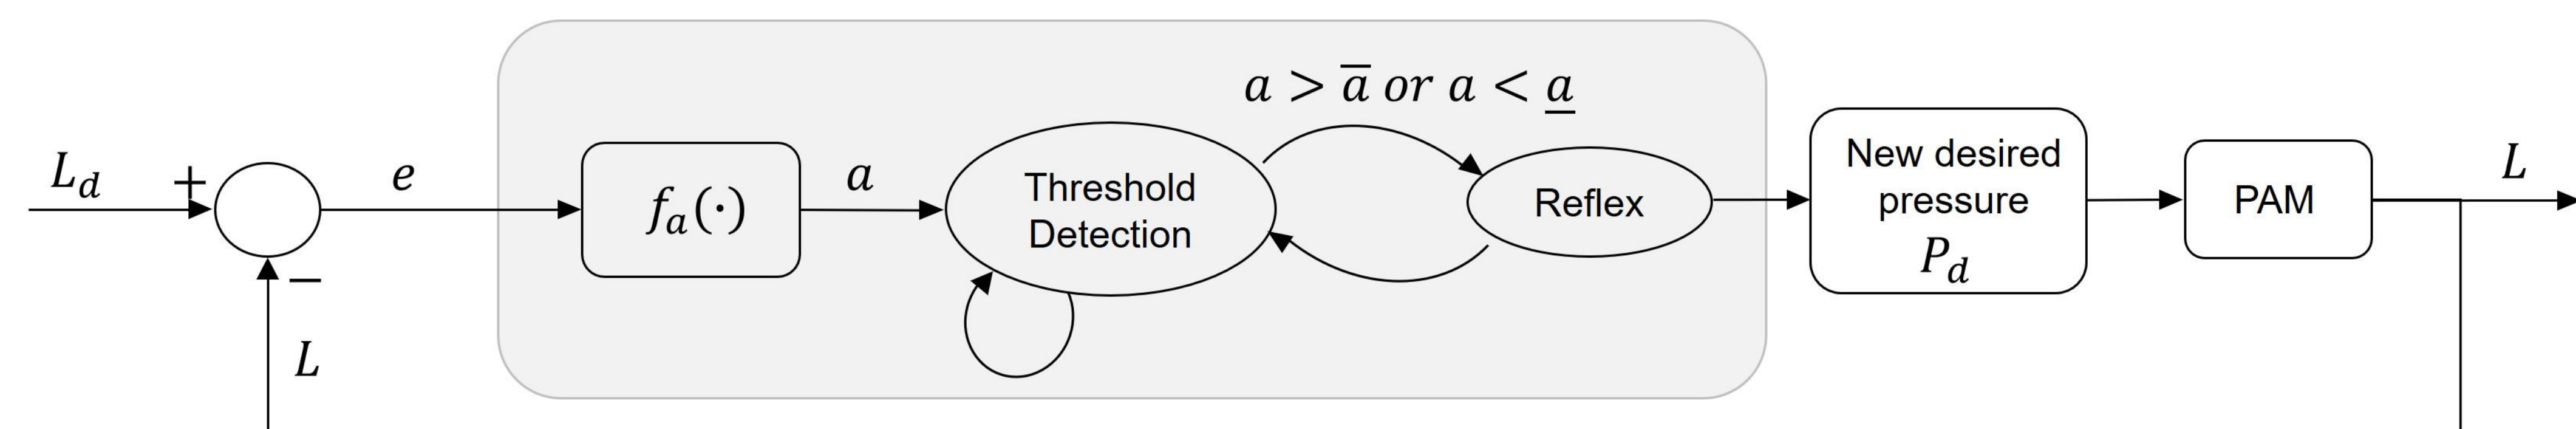 L_d
+
−
L
e
f_a(·)
a
Threshold
Detection
a > a̅ or a < a̲
Reflex
New desired
pressure
P_d
PAM
L